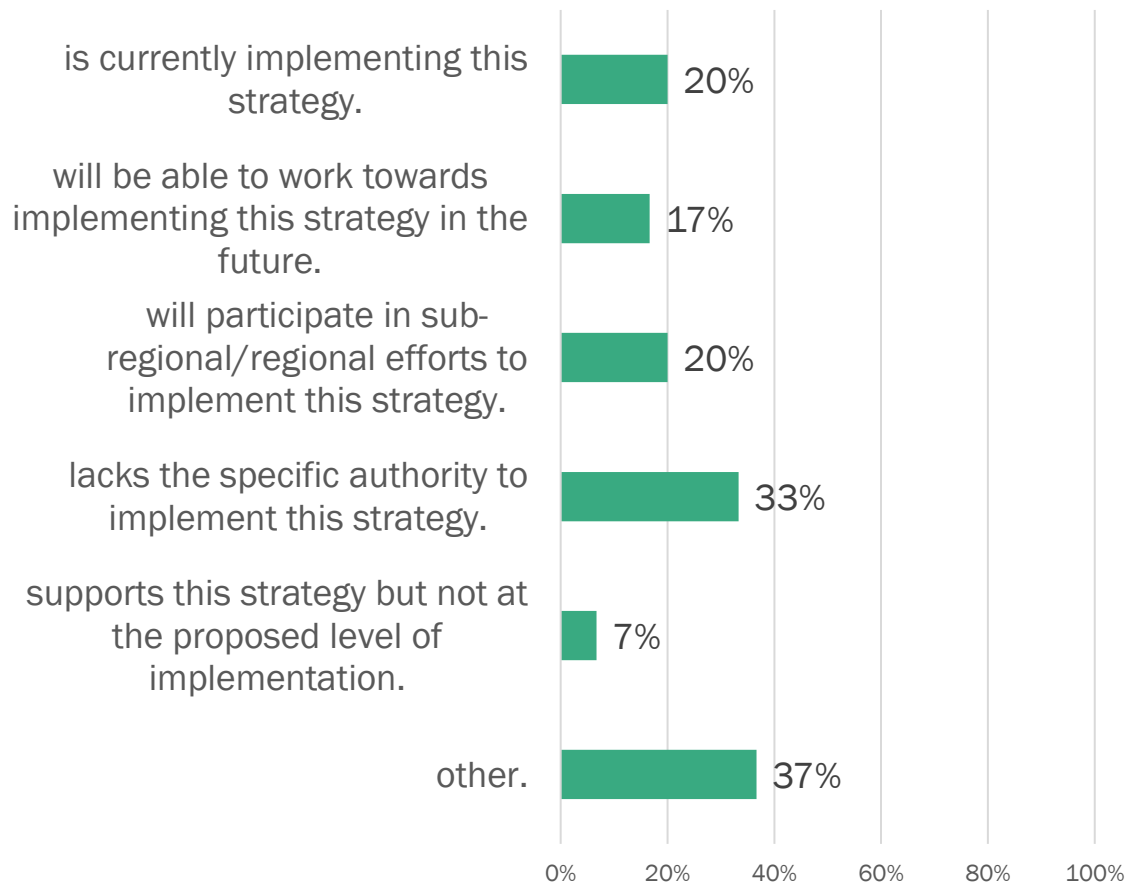 is currently implementing this
strategy.
20%
will be able to work towards
implementing this strategy in the
future.
17%
will participate in sub-
regional/regional efforts to
implement this strategy.
20%
lacks the specific authority to
implement this strategy.
33%
supports this strategy but not at
the proposed level of
implementation.
7%
other.
37%
0% 20% 40% 60% 80% 100%